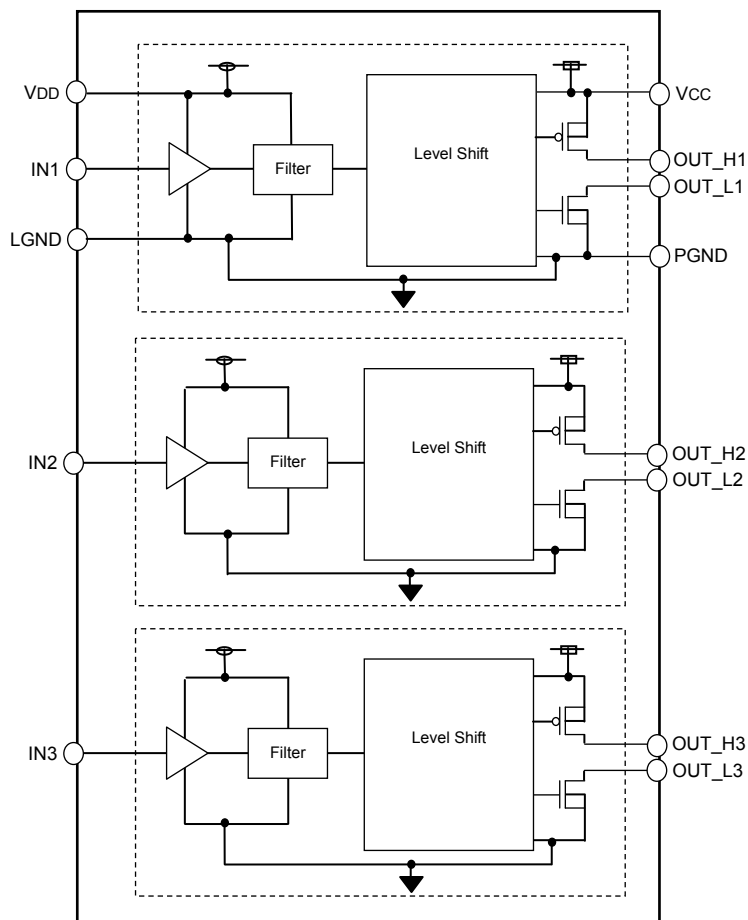 VDD
VCC
IN1
Filter
Level Shift
OUT_H1
OUT_L1
LGND
PGND
IN2
Filter
Level Shift
OUT_H2
OUT_L2
IN3
Filter
Level Shift
OUT_H3
OUT_L3